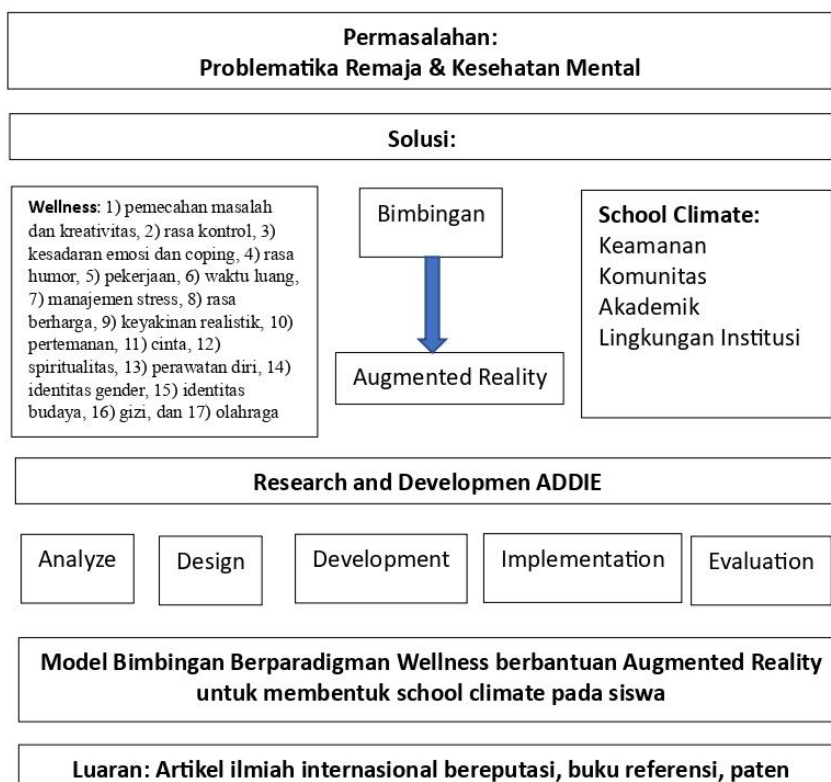 Permasalahan:
Problematika Remaja & Kesehatan Mental
Solusi:
Wellness: 1) pemecahan masalah
dan kreativitas, 2) rasa kontrol, 3)
kesadaran emosi dan coping, 4) rasa
humor, 5) pekerjaan, 6) waktu luang,
7) manajemen stress, 8) rasa
berharga, 9) keyakinan realistik, 10)
pertemanan, 11) cinta, 12)
spiritualitas, 13) perawatan diri, 14)
identitas gender, 15) identitas
budaya, 16) gizi, dan 17) olahraga
Bimbingan
Augmented Reality
School Climate:
Keamanan
Komunitas
Akademik
Lingkungan Institusi
Research and Developmen ADDIE
Analyze
Design
Development
Implementation
Evaluation
Model Bimbingan Berparadigman Wellness berbantuan Augmented Reality
untuk membentuk school climate pada siswa
Luaran: Artikel ilmiah internasional bereputasi, buku referensi, paten